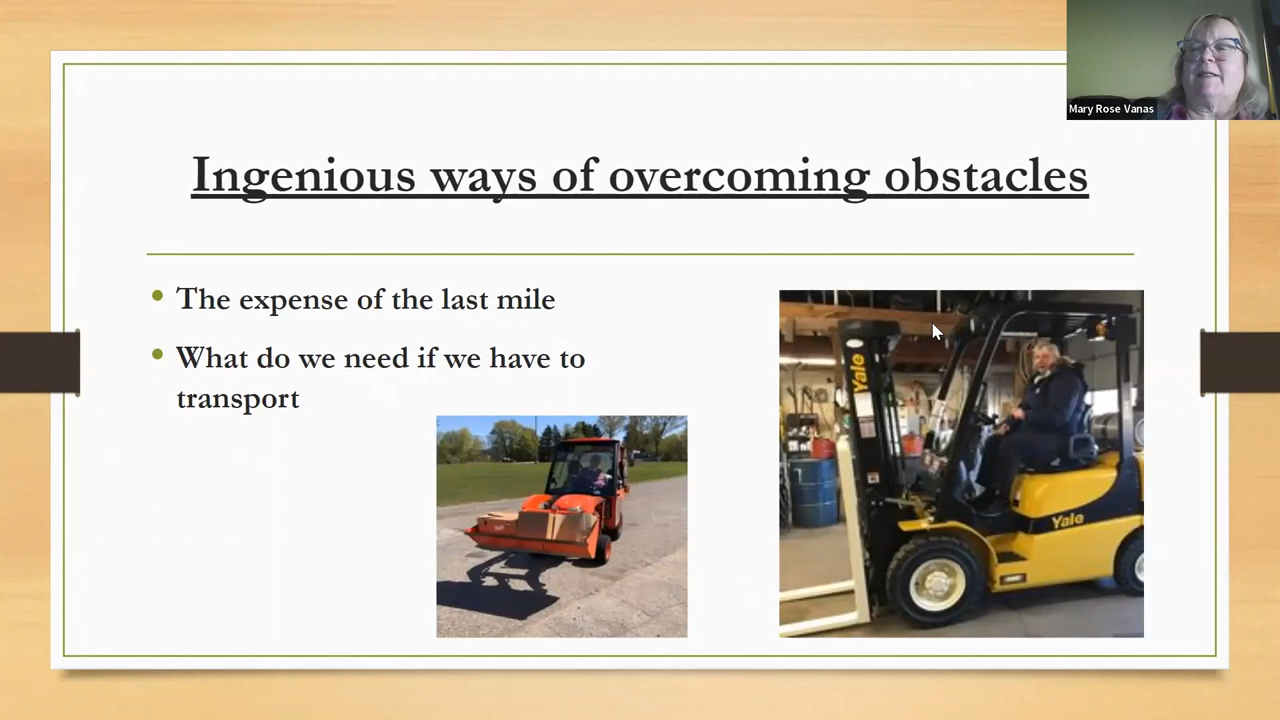 Mary Rose Vanas
Ingenious ways of overcoming obstacles
• The expense of the last mile
• What do we need if we have to
transport
Yale
Yale